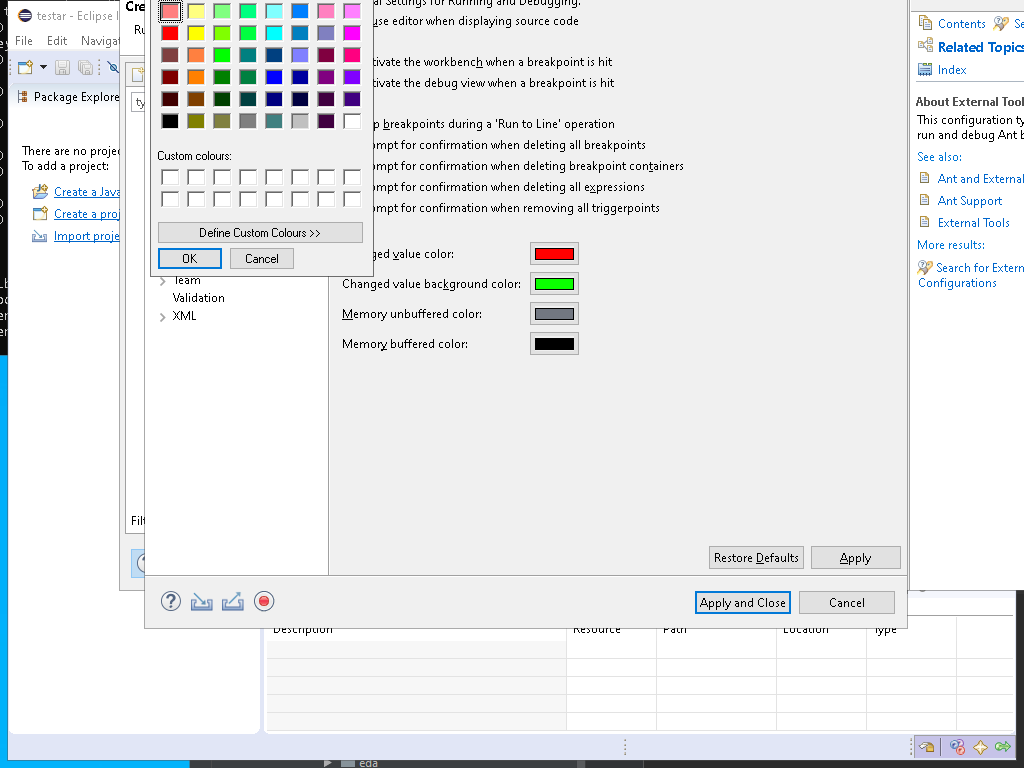 testar - Eclipse I
File Edit Navigat
Package Explore
There are no projec
To add a project:
Create a Java
Create a proj
Import proje
Cre
Ru
ty
Filt
Custom colours:
Define Custom Colours >>
OK Cancel
Team
Validation
XML
al Settings for Running and Debugging.
use editor when displaying source code
tivate the workbench when a breakpoint is hit
tivate the debug view when a breakpoint is hit
p breakpoints during a 'Run to Line' operation
ompt for confirmation when deleting all breakpoints
ompt for confirmation when deleting breakpoint containers
ompt for confirmation when deleting all expressions
ompt for confirmation when removing all triggerpoints
ged value color:
Changed value background color:
Memory unbuffered color:
Memory buffered color:
Restore Defaults Apply
Apply and Close Cancel
Contents Se
Related Topics
Index
About External Tool
This configuration ty
run and debug Ant b
See also:
Ant and External
Ant Support
External Tools
More results:
Search for Extern
Configurations
Description Resource Path Location Type
eda